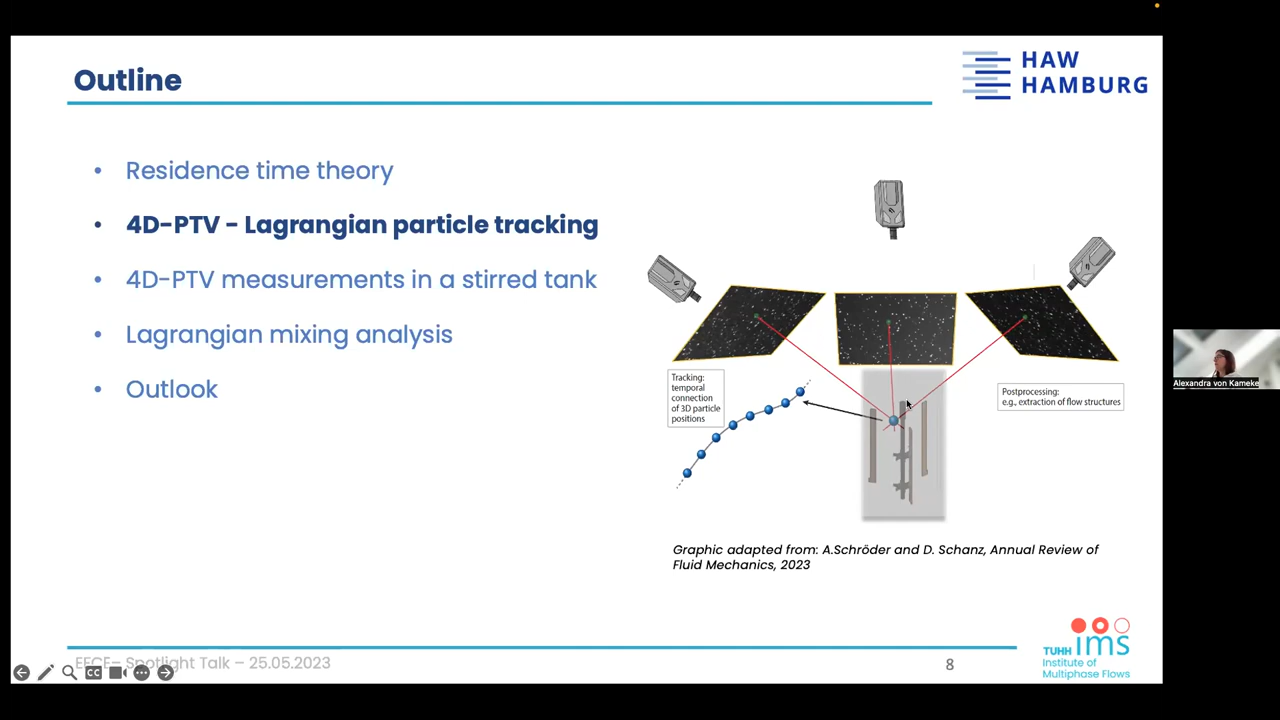 Outline
HAW
HAMBURG
• Residence time theory
• 4D-PTV - Lagrangian particle tracking
• 4D-PTV measurements in a stirred tank
• Lagrangian mixing analysis
• Outlook
Tracking:
temporal
connection
of 3D particle
positions
Postprocessing:
e.g., extraction of flow structures
Graphic adapted from: A.Schröder and D. Schanz, Annual Review of
Fluid Mechanics, 2023
Alexandra von Kameke
EFCE– Spotlight Talk – 25.05.2023
CC
8
TUHH ims
Institute of
Multiphase Flows